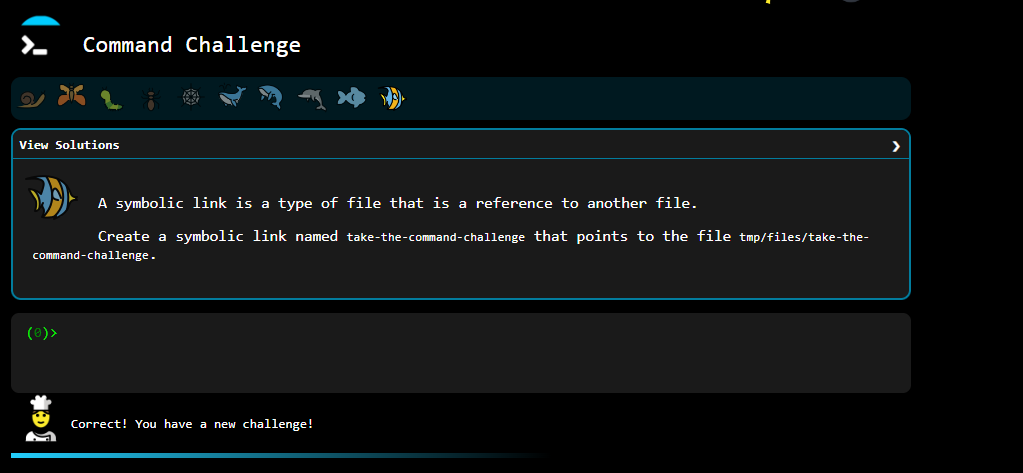 Command Challenge
View Solutions
A symbolic link is a type of file that is a reference to another file.
Create a symbolic link named take-the-command-challenge that points to the file tmp/files/take-the-
command-challenge.
(0)>
Correct! You have a new challenge!